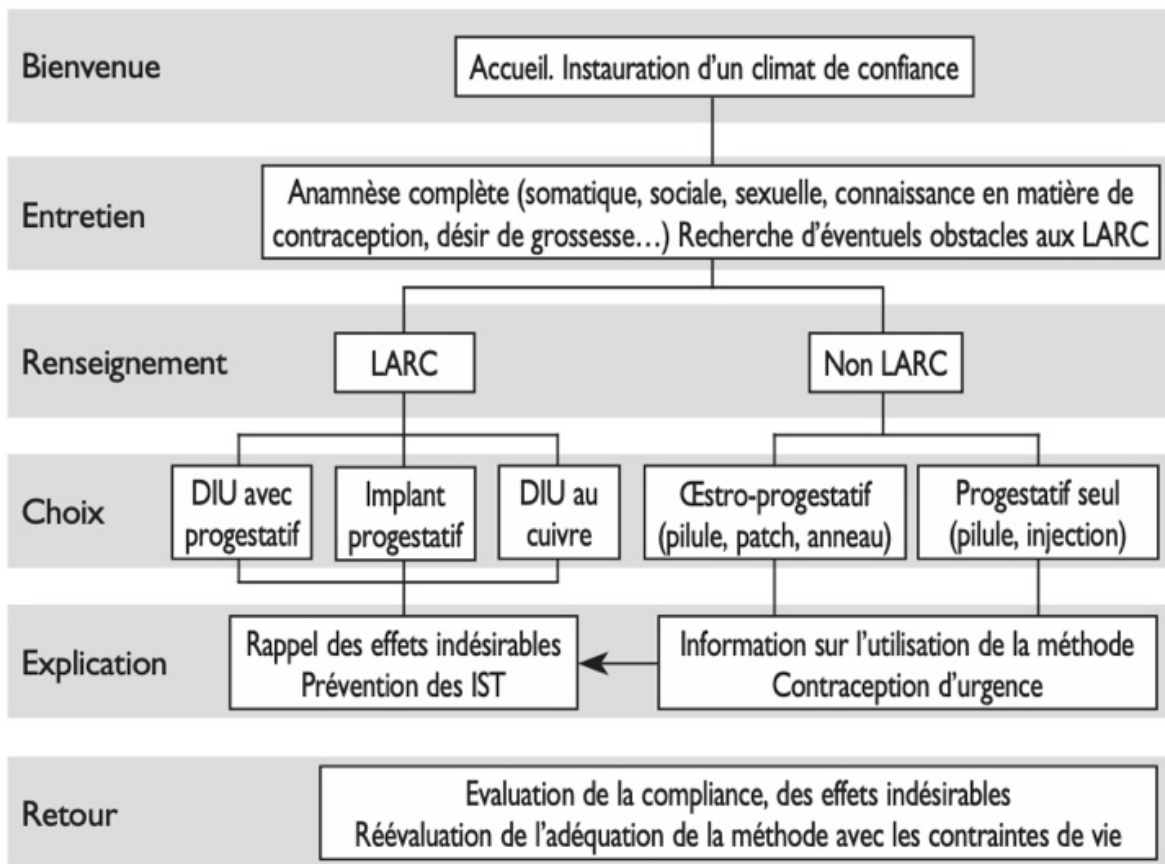 Bienvenue
Accueil. Instauration d'un climat de confiance
Entretien
Anamnèse complète (somatique, sociale, sexuelle, connaissance en matière de
contraception, désir de grossesse…) Recherche d'éventuels obstacles aux LARC
Renseignement
LARC
Non LARC
Choix
DIU avec
progestatif
Implant
progestatif
DIU au
cuivre
Œstro-progestatif
(pilule, patch, anneau)
Progestatif seul
(pilule, injection)
Explication
Rappel des effets indésirables
Prévention des IST
Information sur l'utilisation de la méthode
Contraception d'urgence
Retour
Evaluation de la compliance, des effets indésirables
Réévaluation de l'adéquation de la méthode avec les contraintes de vie